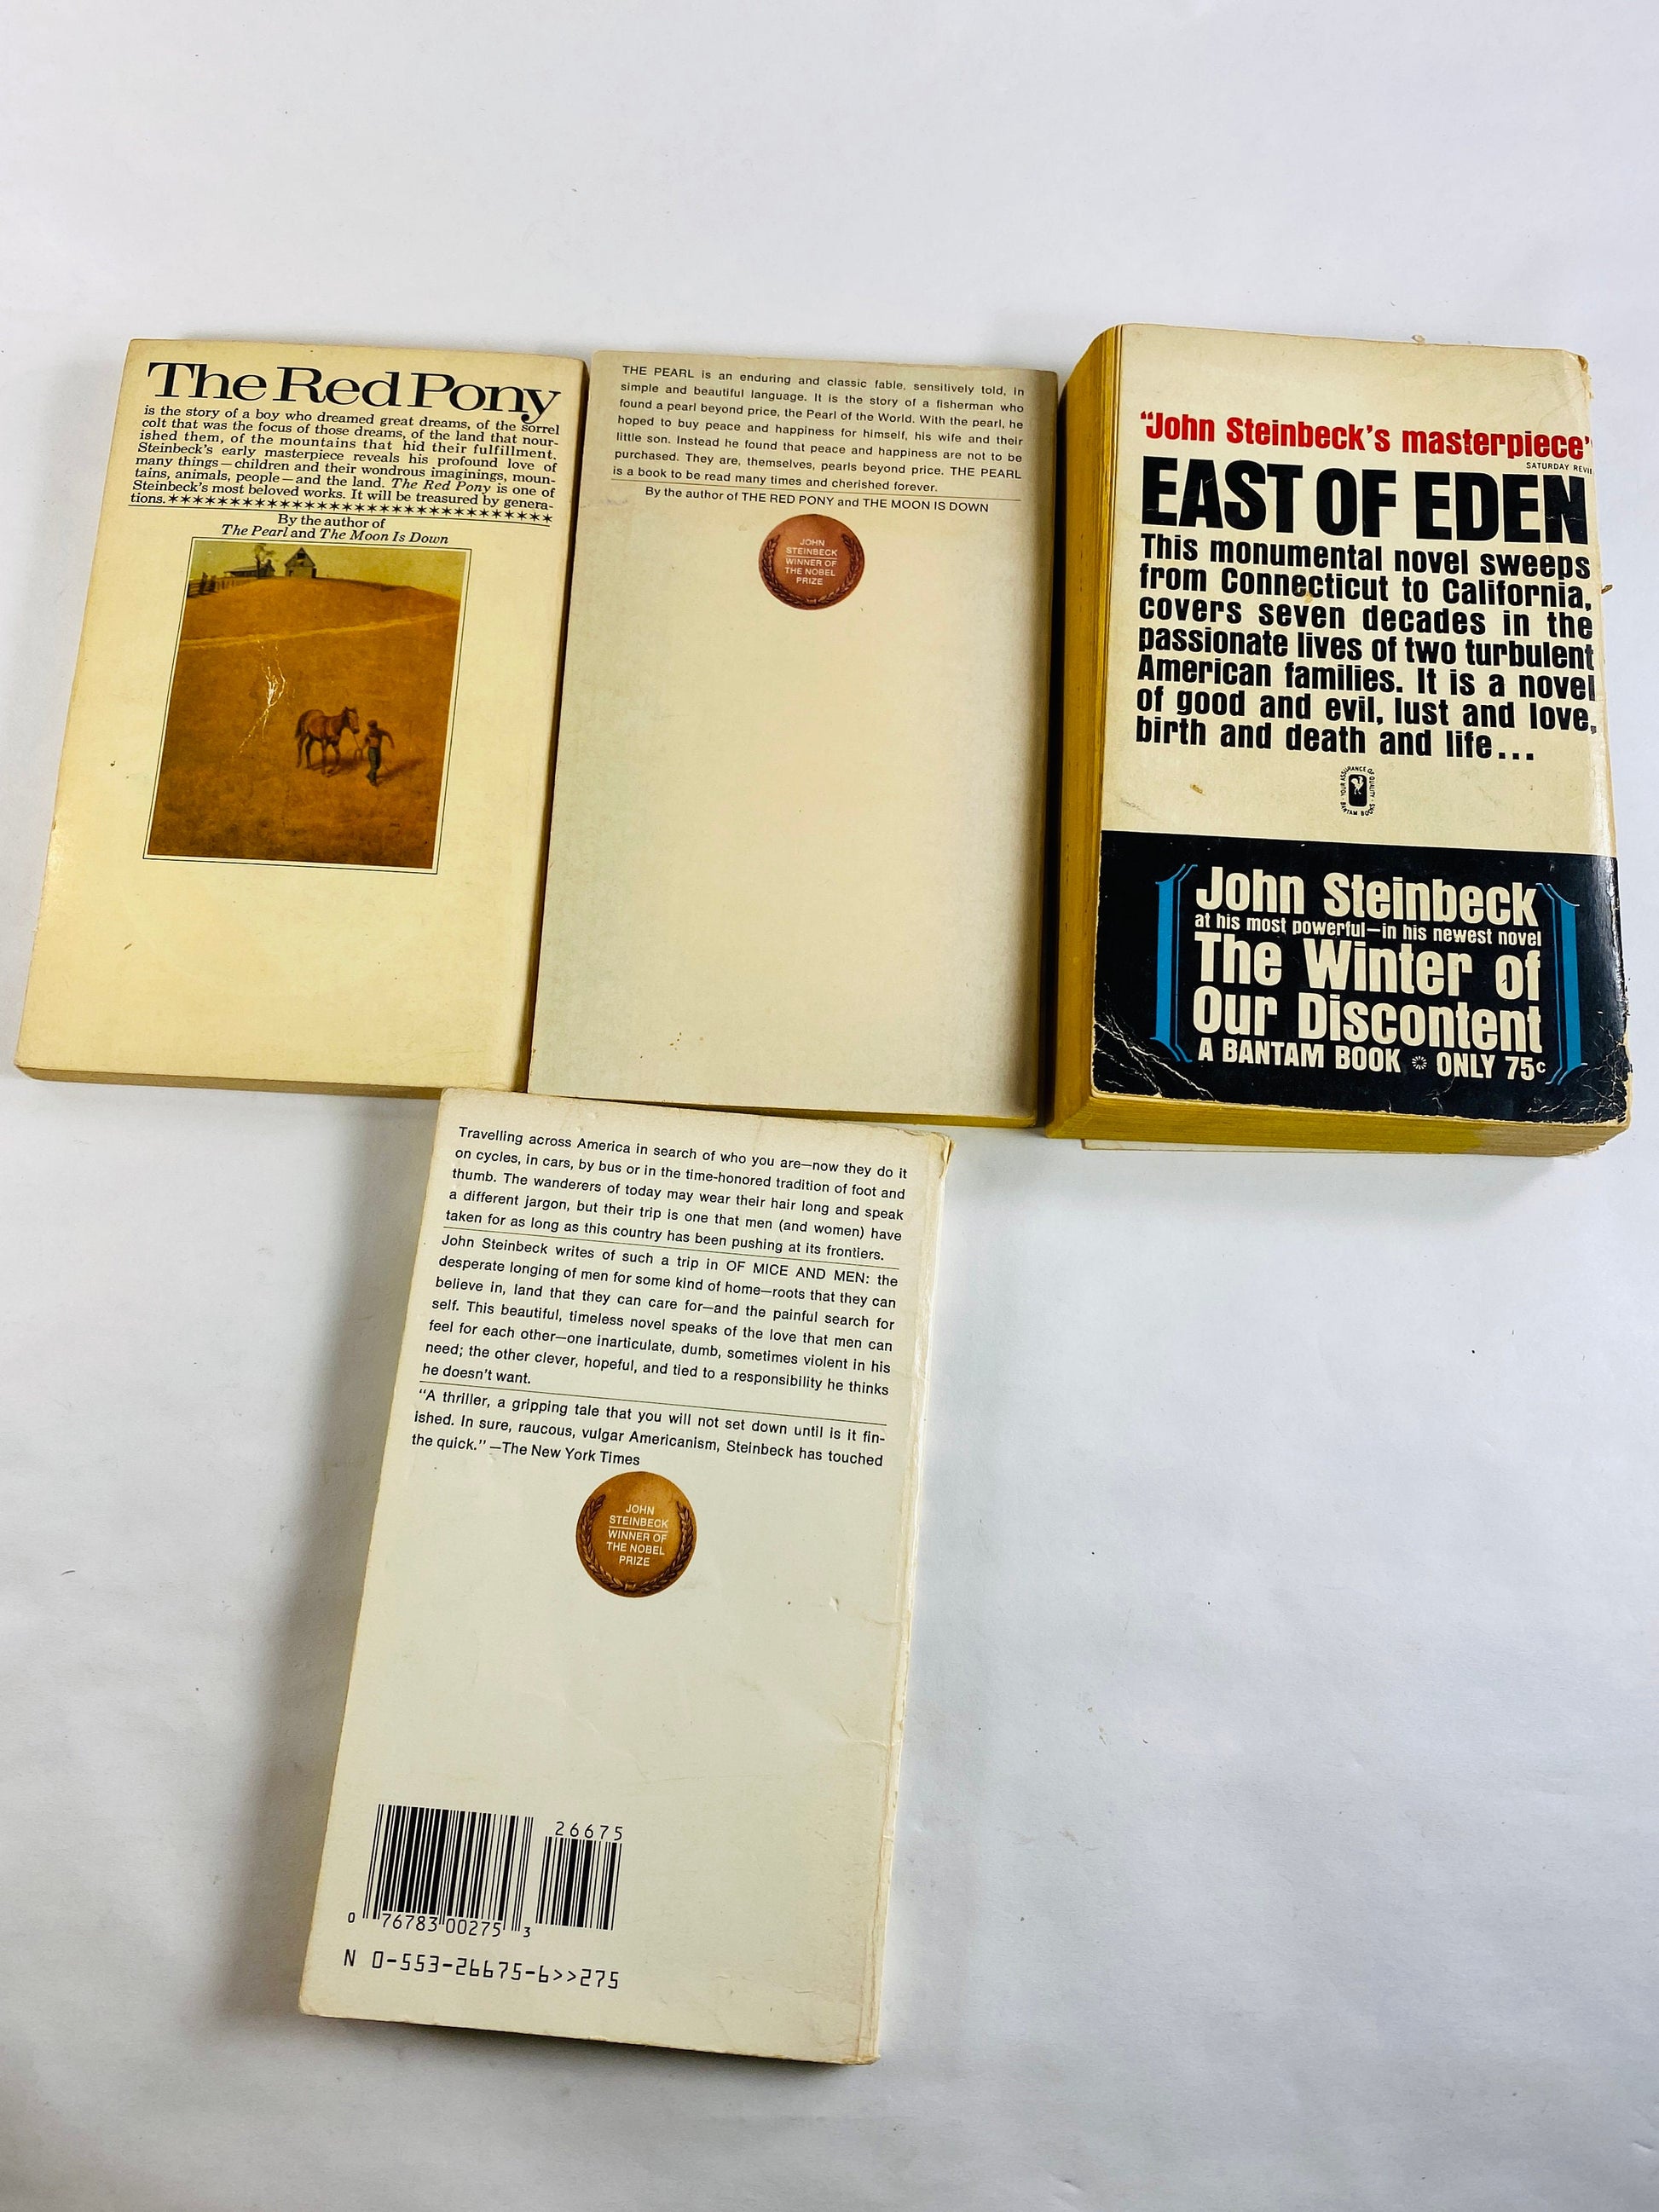 The Red Pony
is the story of a boy who dreamed great dreams, of the sorrel
colt that was the focus of those dreams, of the land that nour-
ished them, of the mountains that hid their fulfillment.
Steinbeck's early masterpiece reveals his profound love of
many things—children and their wondrous imaginings, moun-
tains, animals, people—and the land. The Red Pony is one of
Steinbeck's most beloved works. It will be treasured by genera-
tions.
By the author of
The Pearl and The Moon Is Down
THE PEARL is an enduring and classic fable, sensitively told, in
simple and beautiful language. It is the story of a fisherman who
found a pearl beyond price, the Pearl of the World. With the pearl, he
hoped to buy peace and happiness for himself, his wife and their
little son. Instead he found that peace and happiness are not to be
purchased. They are, themselves, pearls beyond price. THE PEARL
is a book to be read many times and cherished forever.
By the author of THE RED PONY and THE MOON IS DOWN
JOHN
STEINBECK
WINNER OF
THE NOBEL
PRIZE
"John Steinbeck's masterpiece"
SATURDAY REVI
EAST OF EDEN
This monumental novel sweeps
from Connecticut to California,
covers seven decades in the
passionate lives of two turbulent
American families. It is a novel
of good and evil, lust and love,
birth and death and life...
YOUR ASSURANCE OF QUALITY · BANTAM BOOKS
John Steinbeck
at his most powerful—in his newest novel
The Winter of
Our Discontent
A BANTAM BOOK ONLY 75c
Travelling across America in search of who you are—now they do it
on cycles, in cars, by bus or in the time-honored tradition of foot and
thumb. The wanderers of today may wear their hair long and speak
a different jargon, but their trip is one that men (and women) have
taken for as long as this country has been pushing at its frontiers.
John Steinbeck writes of such a trip in OF MICE AND MEN: the
desperate longing of men for some kind of home—roots that they can
believe in, land that they can care for—and the painful search for
self. This beautiful, timeless novel speaks of the love that men can
feel for each other—one inarticulate, dumb, sometimes violent in his
need; the other clever, hopeful, and tied to a responsibility he thinks
he doesn't want.
"A thriller, a gripping tale that you will not set down until is it fin-
ished. In sure, raucous, vulgar Americanism, Steinbeck has touched
the quick." —The New York Times
JOHN
STEINBECK
WINNER OF
THE NOBEL
PRIZE
26675
0 76783 00275 3
N 0-553-26675-6>>275